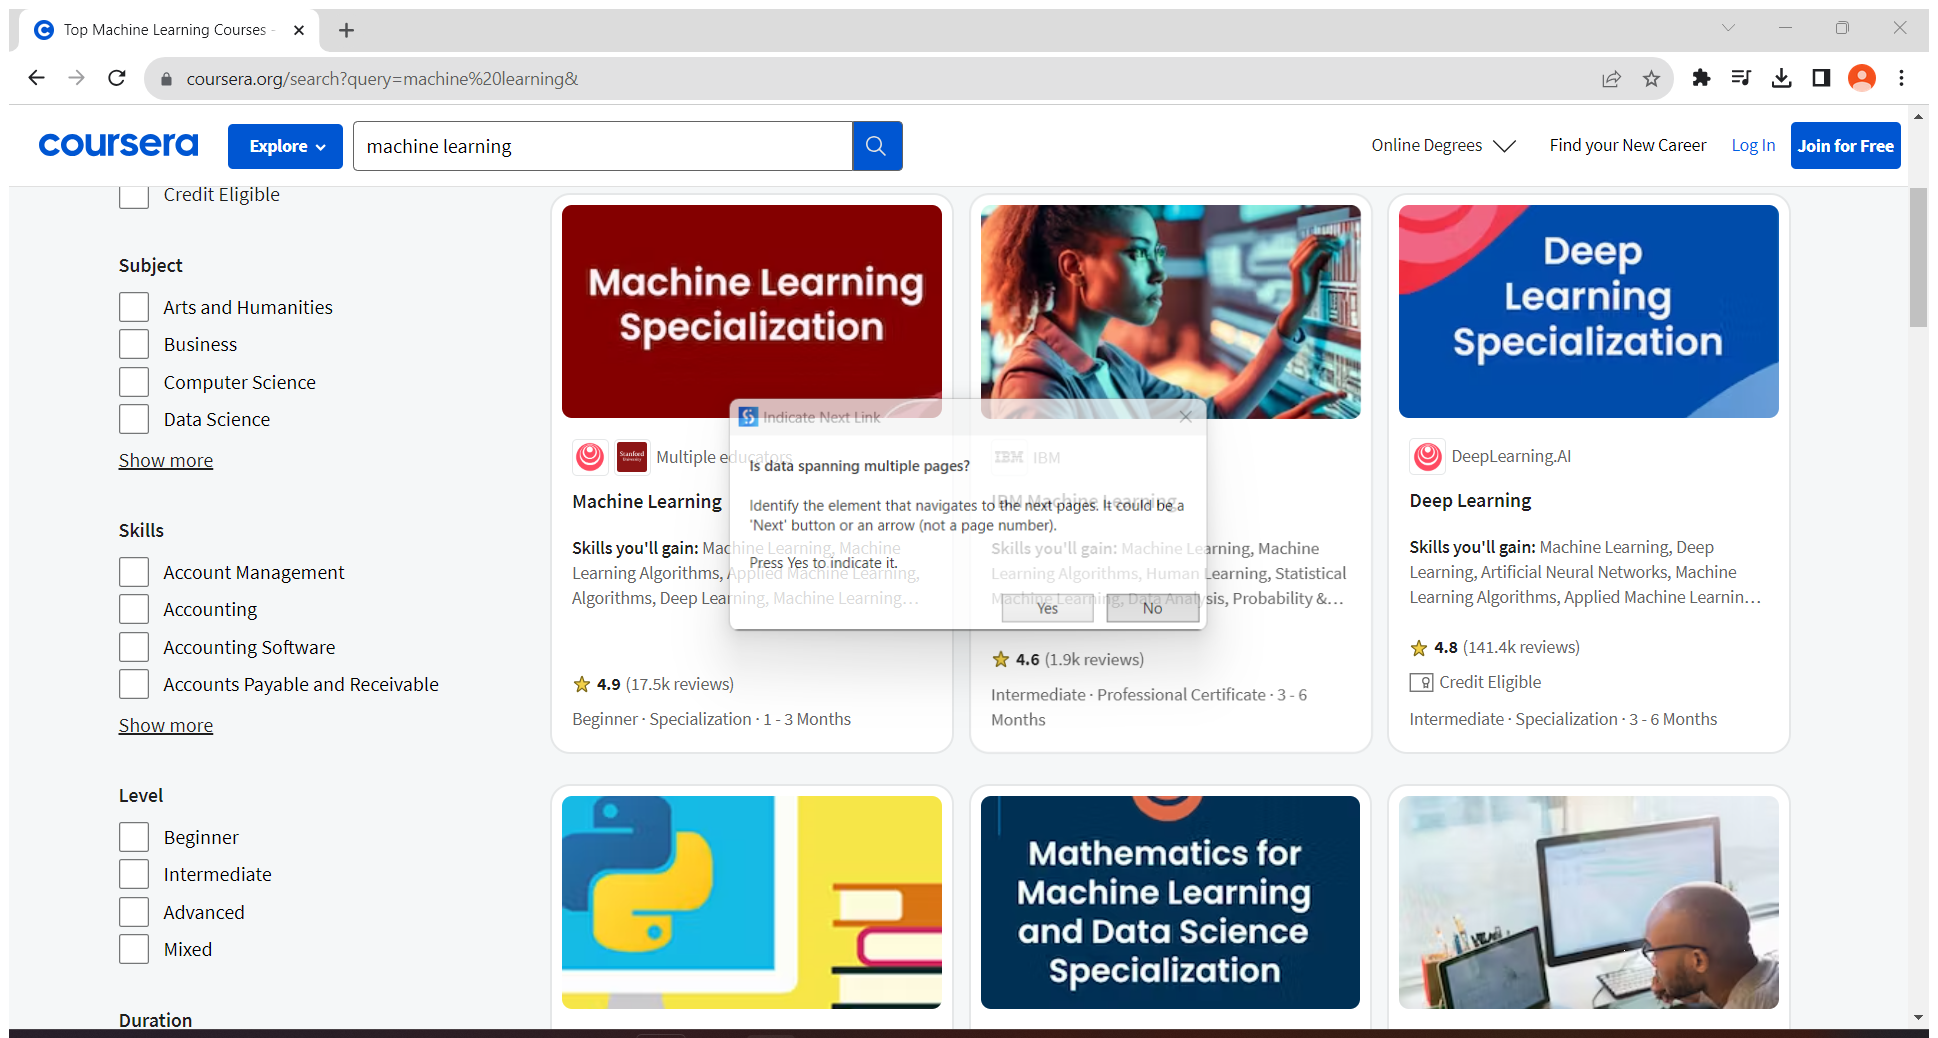 Top Machine Learning Courses -
coursera.org/search?query=machine%20learning&
coursera
Explore
machine learning
Online Degrees
Find your New Career
Log In
Join for Free
Credit Eligible
Subject
Arts and Humanities
Business
Computer Science
Data Science
Show more
Skills
Account Management
Accounting
Accounting Software
Accounts Payable and Receivable
Show more
Level
Beginner
Intermediate
Advanced
Mixed
Duration
Machine Learning
Specialization
Stanford
Multiple educators
Machine Learning
Skills you'll gain: Machine Learning, Machine
Learning Algorithms, Applied Machine Learning,
Algorithms, Deep Learning, Machine Learning…
4.9 (17.5k reviews)
Beginner · Specialization · 1 - 3 Months
IBM IBM
IBM Machine Learning
Skills you'll gain: Machine Learning, Machine
Learning Algorithms, Human Learning, Statistical
Machine Learning, Data Analysis, Probability &…
4.6 (1.9k reviews)
Intermediate · Professional Certificate · 3 - 6
Months
Deep
Learning
Specialization
DeepLearning.AI
Deep Learning
Skills you'll gain: Machine Learning, Deep
Learning, Artificial Neural Networks, Machine
Learning Algorithms, Applied Machine Learnin…
4.8 (141.4k reviews)
Credit Eligible
Intermediate · Specialization · 3 - 6 Months
Indicate Next Link
Is data spanning multiple pages?
Identify the element that navigates to the next pages. It could be a
'Next' button or an arrow (not a page number).
Press Yes to indicate it.
Yes
No
Mathematics for
Machine Learning
and Data Science
Specialization